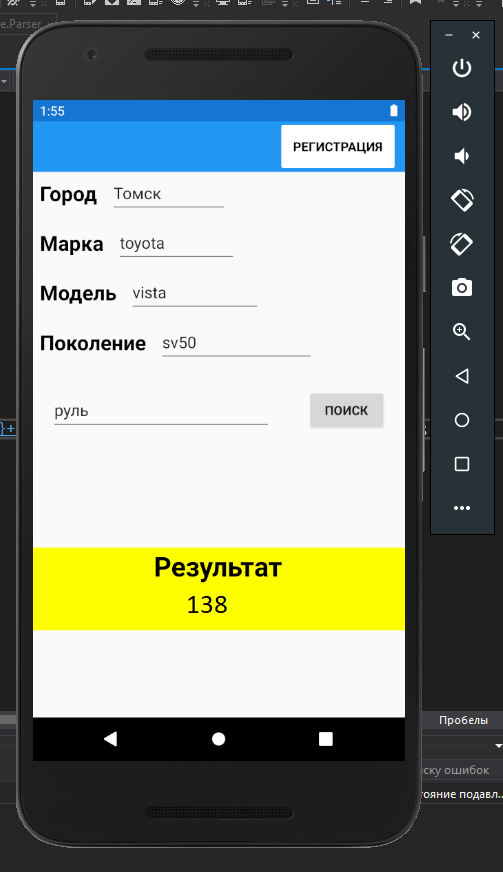 e.Parser
1:55
РЕГИСТРАЦИЯ
Город Томск
Марка toyota
Модель vista
Поколение sv50
руль ПОИСК
}+
Результат
138
Пробелы
ску ошибок
тояние подавл..